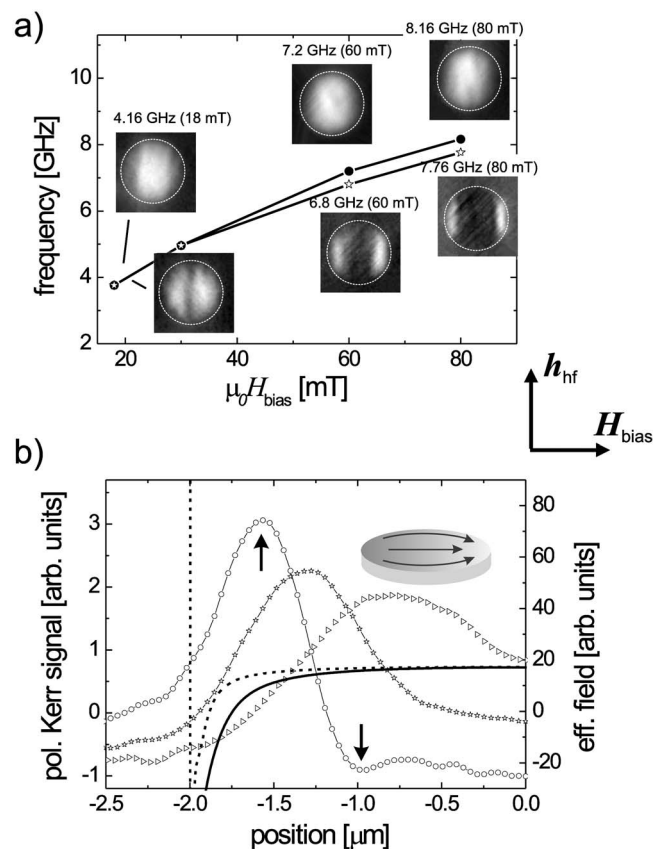 a)
8.16 GHz (80 mT)
7.2 GHz (60 mT)
4.16 GHz (18 mT)
7.76 GHz (80 mT)
6.8 GHz (60 mT)
frequency [GHz]
10
8
6
4
2
20 40 60 80
μ₀H_bias [mT]
h_hf
H_bias
b)
pol. Kerr signal [arb. units]
3
2
1
0
-1
80
60
40
20
0
-20
eff. field [arb. units]
-2.5 -2.0 -1.5 -1.0 -0.5 0.0
position [μm]